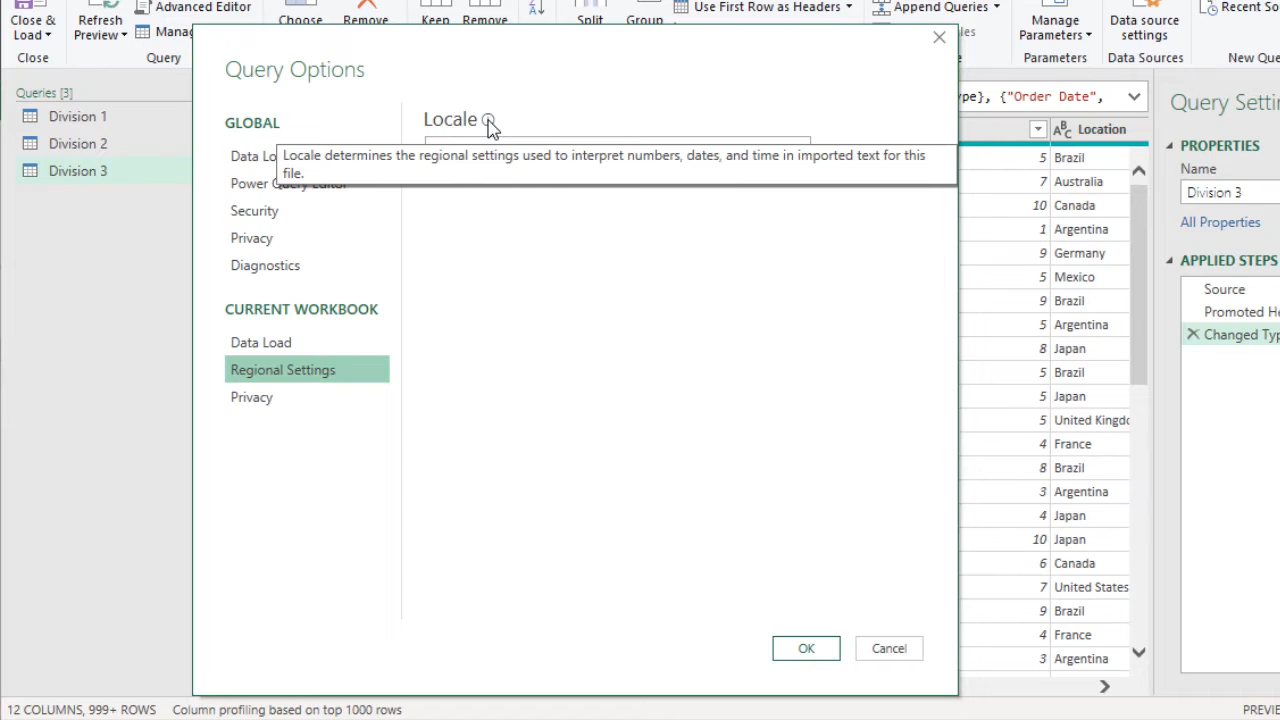 Advanced Editor
Close &
Load
Refresh
Preview
Manag
Choose
Remove
Keep
Remove
Split
Group
Use First Row as Headers
Append Queries
Manage
Parameters
Data source
settings
Recent So
Close
Query
Parameters
Data Sources
New Que
Queries [3]
Division 1
Division 2
Division 3
Query Options
GLOBAL
Data Lo
Power Query Editor
Security
Privacy
Diagnostics
CURRENT WORKBOOK
Data Load
Regional Settings
Privacy
Locale
Locale determines the regional settings used to interpret numbers, dates, and time in imported text for this
file.
OK
Cancel
ype}, {"Order Date",
Location
5 Brazil
7 Australia
10 Canada
1 Argentina
9 Germany
5 Mexico
9 Brazil
5 Argentina
8 Japan
5 Brazil
5 Japan
5 United Kingdo
4 France
8 Brazil
3 Argentina
4 Japan
10 Japan
6 Canada
7 United States
9 Brazil
4 France
3 Argentina
Query Settin
PROPERTIES
Name
Division 3
All Properties
APPLIED STEPS
Source
Promoted He
Changed Typ
12 COLUMNS, 999+ ROWS
Column profiling based on top 1000 rows
PREVIE